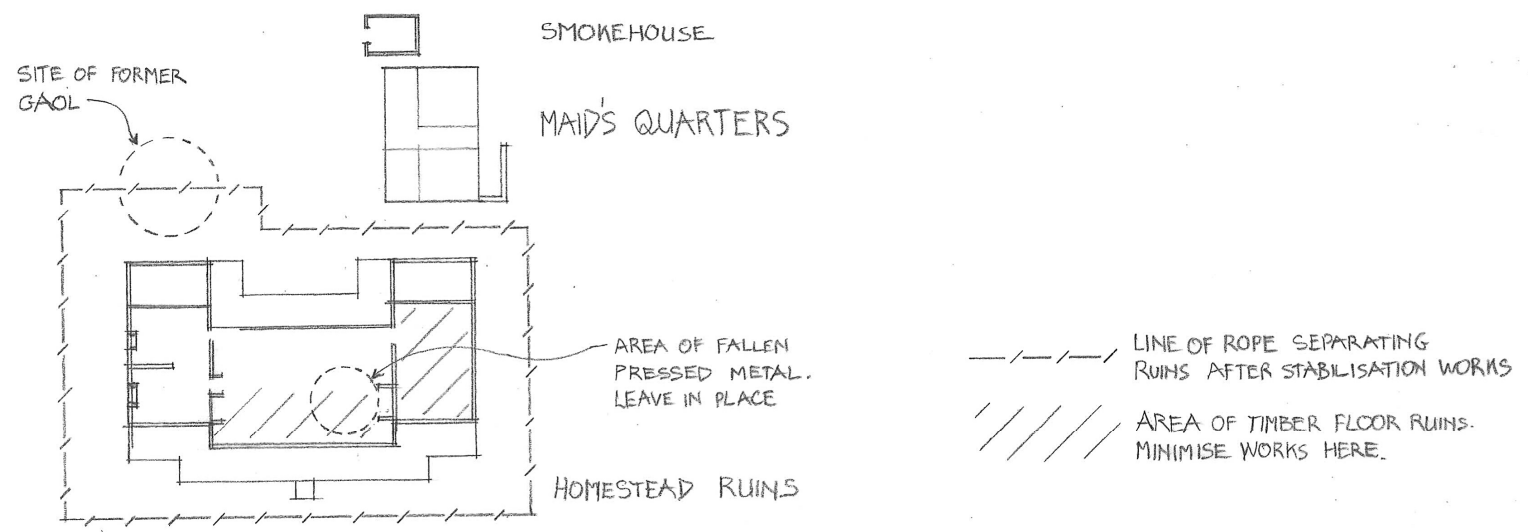 SMOKEHOUSE
SITE OF FORMER
GAOL
MAID'S QUARTERS
AREA OF FALLEN
PRESSED METAL.
LEAVE IN PLACE
HOMESTEAD RUINS
LINE OF ROPE SEPARATING
RUINS AFTER STABILISATION WORKS
AREA OF TIMBER FLOOR RUINS.
MINIMISE WORKS HERE.